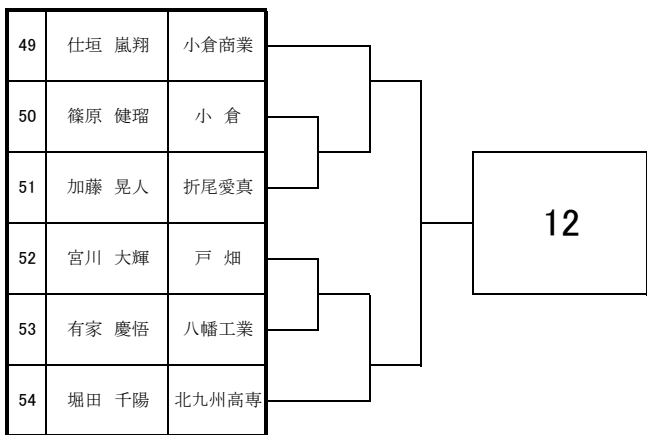 49 仕垣 嵐翔 小倉商業
50 篠原 健瑠 小 倉
51 加藤 晃人 折尾愛真
12
52 宮川 大輝 戸 畑
53 有家 慶悟 八幡工業
54 堀田 千陽 北九州高専